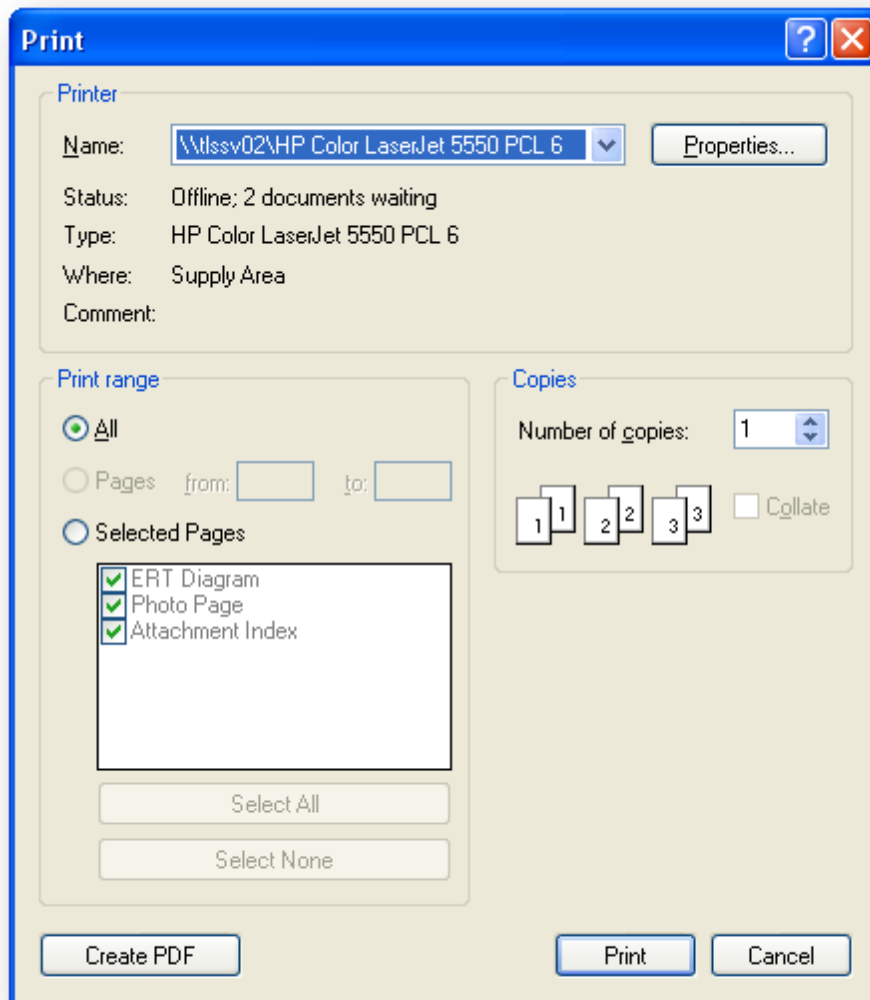 Print
Printer
Name: \\tlssv02\HP Color LaserJet 5550 PCL 6 Properties...
Status: Offline; 2 documents waiting
Type: HP Color LaserJet 5550 PCL 6
Where: Supply Area
Comment:
Print range
All
Pages from: to:
Selected Pages
ERT Diagram
Photo Page
Attachment Index
Select All
Select None
Copies
Number of copies: 1
1 1 2 2 3 3 Collate
Create PDF Print Cancel